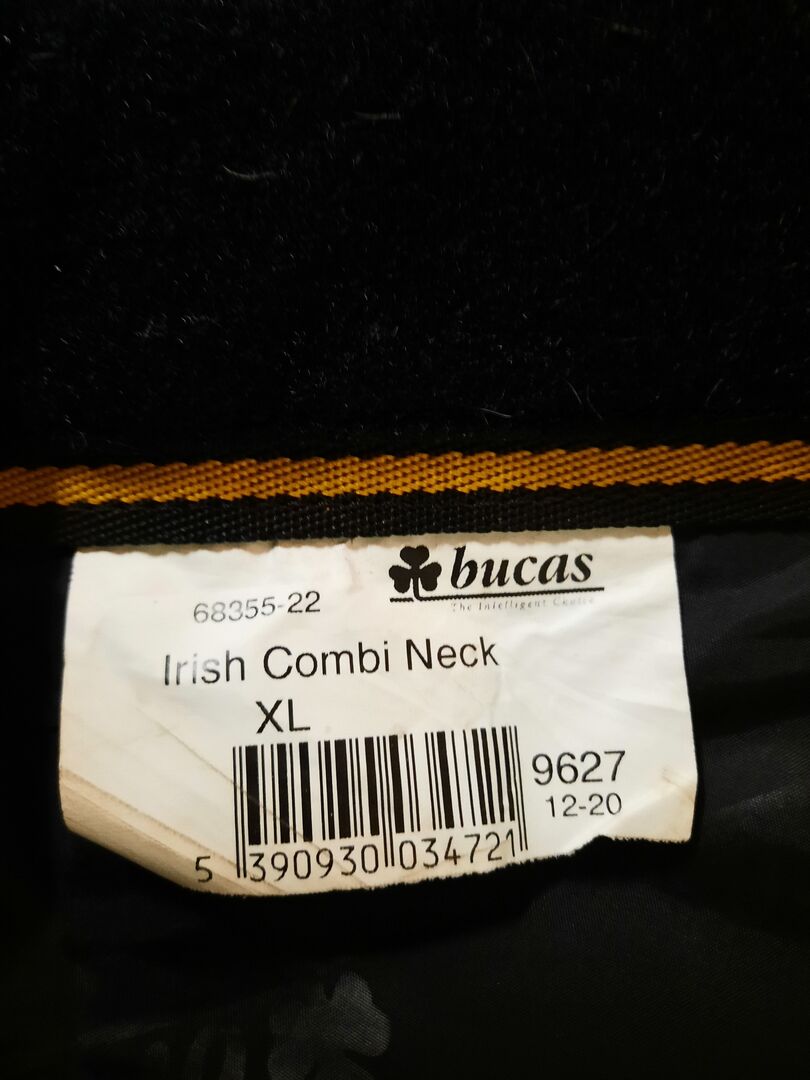 bucas
The Intelligent Choice
68355-22
Irish Combi Neck
XL
9627
12-20
5 390930 034721